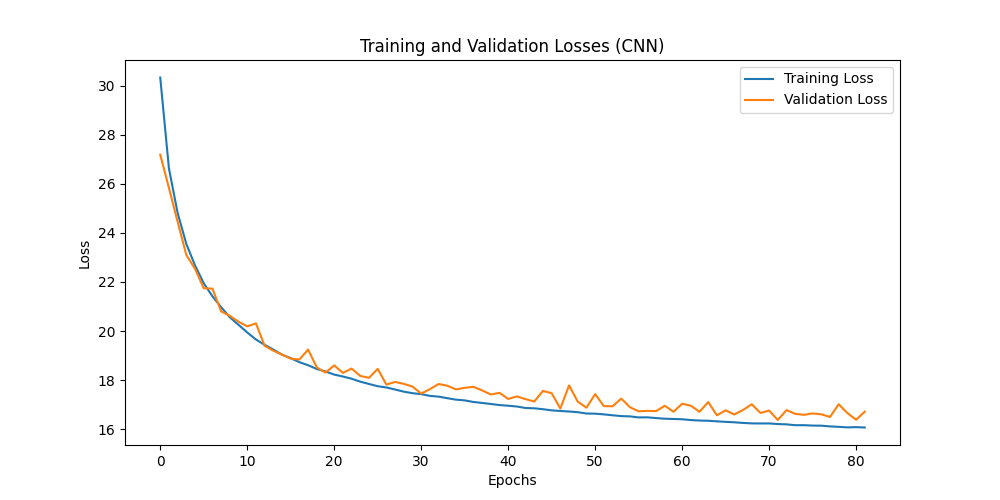 Training and Validation Losses (CNN)
Training Loss
Validation Loss
Loss
30
28
26
24
22
20
18
16
0 10 20 30 40 50 60 70 80
Epochs